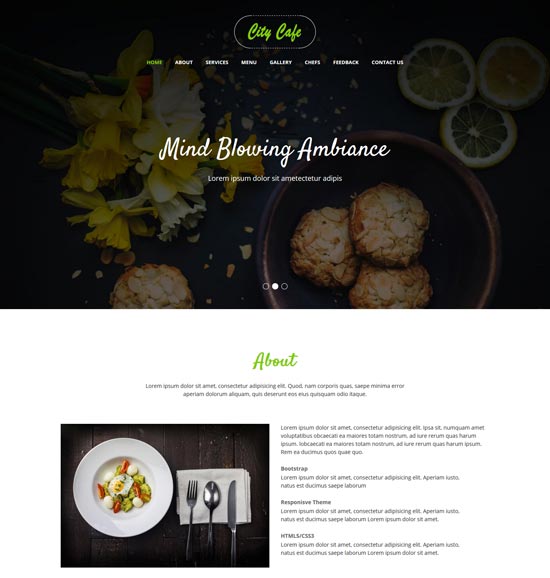 City Cafe
HOME ABOUT SERVICES MENU GALLERY CHEFS FEEDBACK CONTACT US
Mind Blowing Ambiance
Lorem ipsum dolor sit ametectetur adipis
About
Lorem ipsum dolor sit amet, consectetur adipisicing elit. Quod, nam corporis quas, saepe minima error
aperiam dolorum aliquam, quis deserunt eos eius quisquam odio itaque.
Lorem ipsum dolor sit amet, consectetur adipisicing elit. Ipsa sit, numquam amet
voluptatibus obcaecati ea maiores totam nostrum, ad iure rerum quas harum
ipsum. Iobcaecati ea maiores totam nostrum, ad iure rerum quas harum ipsum.
Rem ea ducimus quos quae quo.
Bootstrap
Lorem ipsum dolor sit amet, consectetur adipisicing elit. Aperiam iusto,
natus est ducimus saepe laborum
Responisve Theme
Lorem ipsum dolor sit amet, consectetur adipisicing elit. Aperiam iusto,
natus est ducimus saepe laborum Lorem ipsum dolor sit amet.
HTML5/CSS3
Lorem ipsum dolor sit amet, consectetur adipisicing elit. Aperiam iusto,
natus est ducimus saepe laborum Lorem ipsum dolor sit amet.